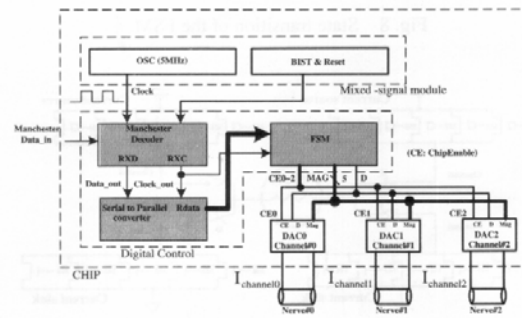 OSC (5MHz)
BIST & Reset
Mixed -signal module
Clock
Manchester
Data_in
Manchester
Decoder
RXD
RXC
FSM
(CE: ChipEnable)
Data_out
Clock_out
CE0~2
MAG
S
D
Serial to Parallel
converter
Rdata
Digital Control
CE0
CE D Mag
DAC0
Channel#0
CE1
CE D Mag
DAC1
Channel#1
CE2
CE D Mag
DAC2
Channel#2
CHIP
Ichannel0
Ichannel1
Ichannel2
Nerve#0
Nerve#1
Nerve#2